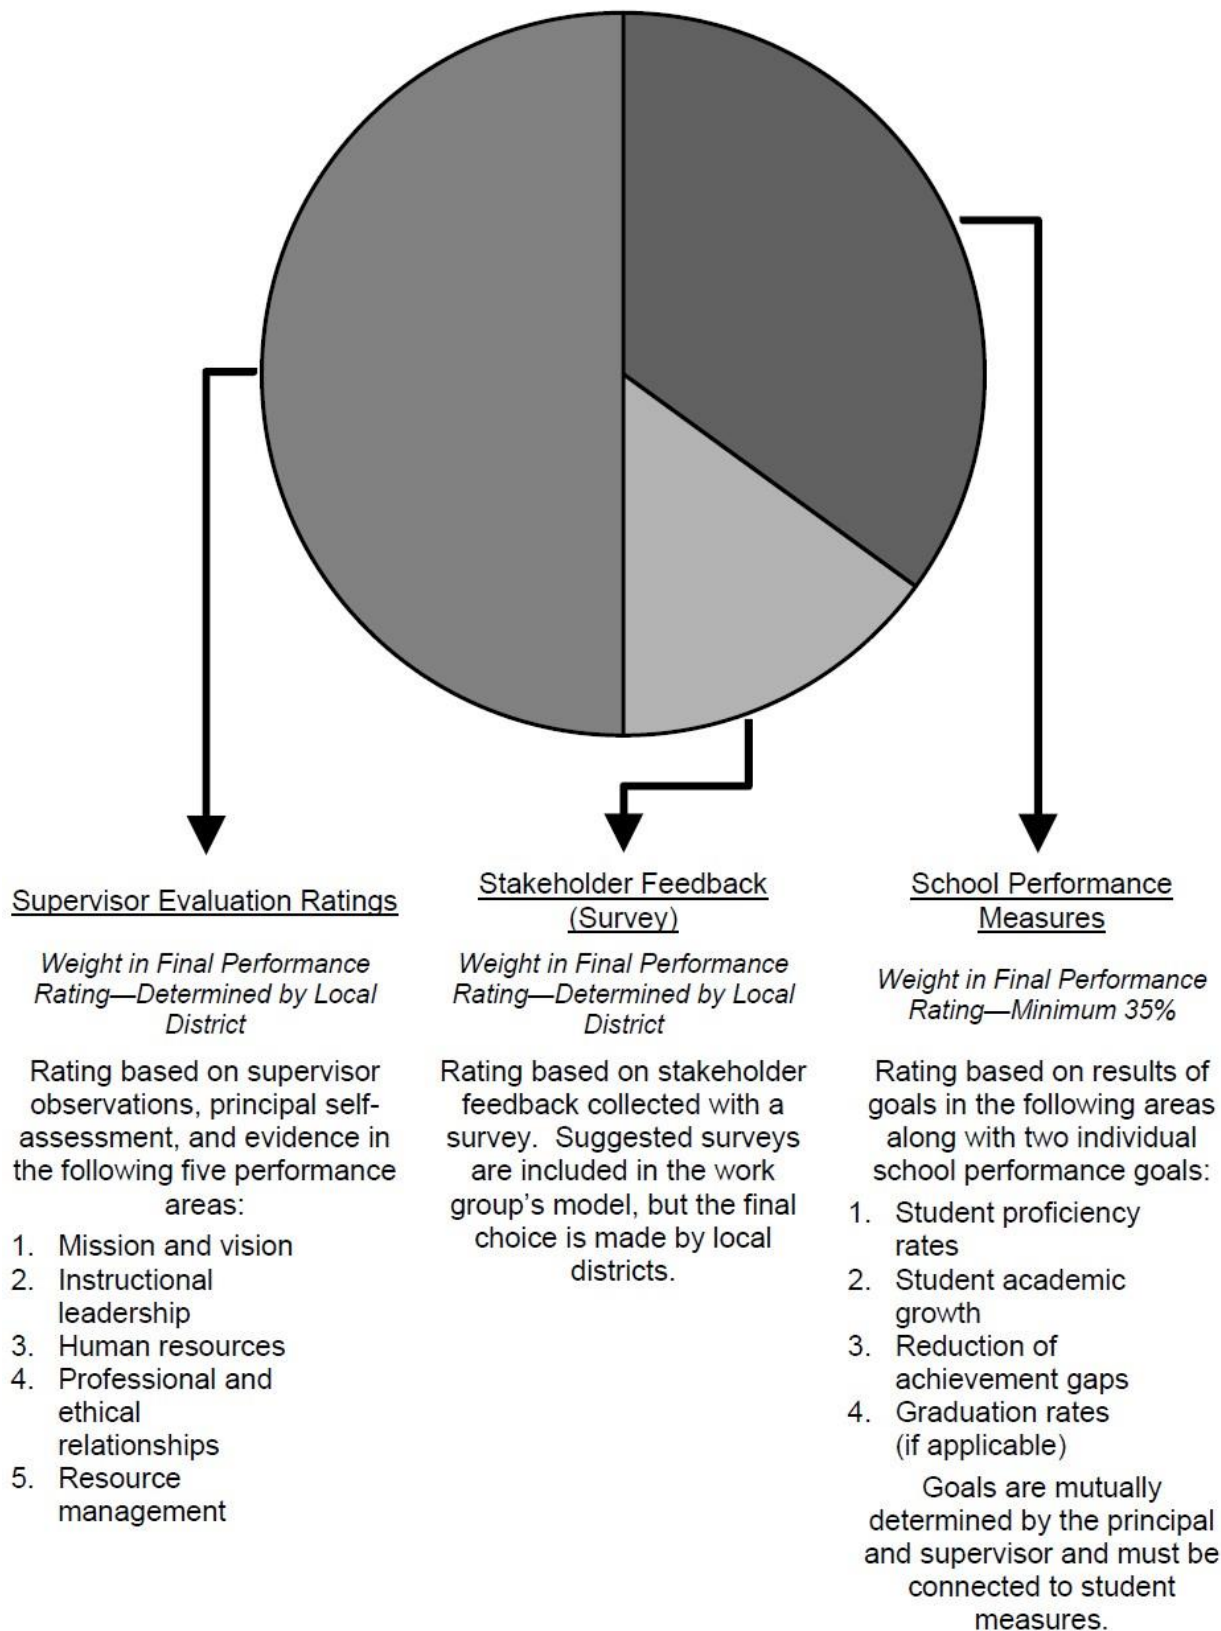 Supervisor Evaluation Ratings
Weight in Final Performance
Rating—Determined by Local
District
Rating based on supervisor
observations, principal self-
assessment, and evidence in
the following five performance
areas:
1. Mission and vision
2. Instructional
leadership
3. Human resources
4. Professional and
ethical
relationships
5. Resource
management
Stakeholder Feedback
(Survey)
Weight in Final Performance
Rating—Determined by Local
District
Rating based on stakeholder
feedback collected with a
survey.  Suggested surveys
are included in the work
group's model, but the final
choice is made by local
districts.
School Performance
Measures
Weight in Final Performance
Rating—Minimum 35%
Rating based on results of
goals in the following areas
along with two individual
school performance goals:
1. Student proficiency
rates
2. Student academic
growth
3. Reduction of
achievement gaps
4. Graduation rates
(if applicable)
Goals are mutually
determined by the principal
and supervisor and must be
connected to student
measures.